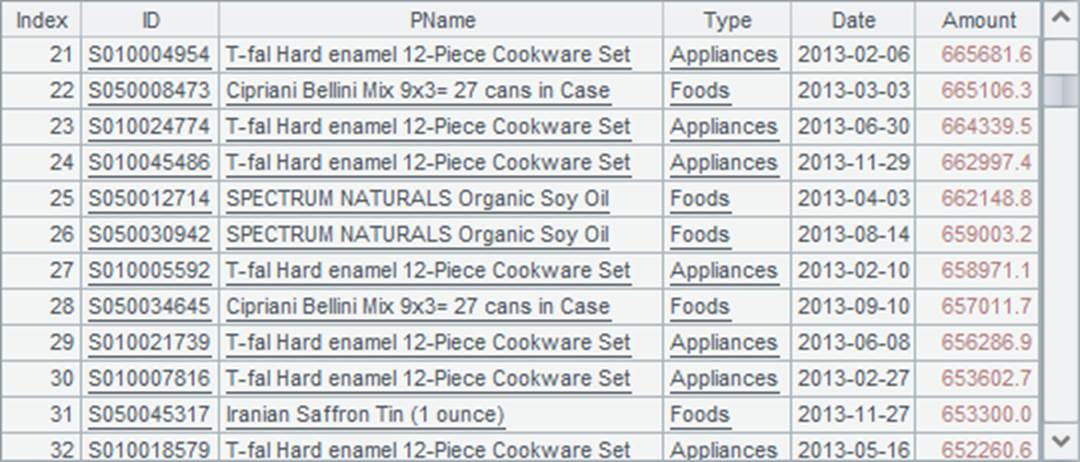 Index ID PName Type Date Amount
21 S010004954 T-fal Hard enamel 12-Piece Cookware Set Appliances 2013-02-06 665681.6
22 S050008473 Cipriani Bellini Mix 9x3= 27 cans in Case Foods 2013-03-03 665106.3
23 S010024774 T-fal Hard enamel 12-Piece Cookware Set Appliances 2013-06-30 664339.5
24 S010045486 T-fal Hard enamel 12-Piece Cookware Set Appliances 2013-11-29 662997.4
25 S050012714 SPECTRUM NATURALS Organic Soy Oil Foods 2013-04-03 662148.8
26 S050030942 SPECTRUM NATURALS Organic Soy Oil Foods 2013-08-14 659003.2
27 S010005592 T-fal Hard enamel 12-Piece Cookware Set Appliances 2013-02-10 658971.1
28 S050034645 Cipriani Bellini Mix 9x3= 27 cans in Case Foods 2013-09-10 657011.7
29 S010021739 T-fal Hard enamel 12-Piece Cookware Set Appliances 2013-06-08 656286.9
30 S010007816 T-fal Hard enamel 12-Piece Cookware Set Appliances 2013-02-27 653602.7
31 S050045317 Iranian Saffron Tin (1 ounce) Foods 2013-11-27 653300.0
32 S010018579 T-fal Hard enamel 12-Piece Cookware Set Appliances 2013-05-16 652260.6